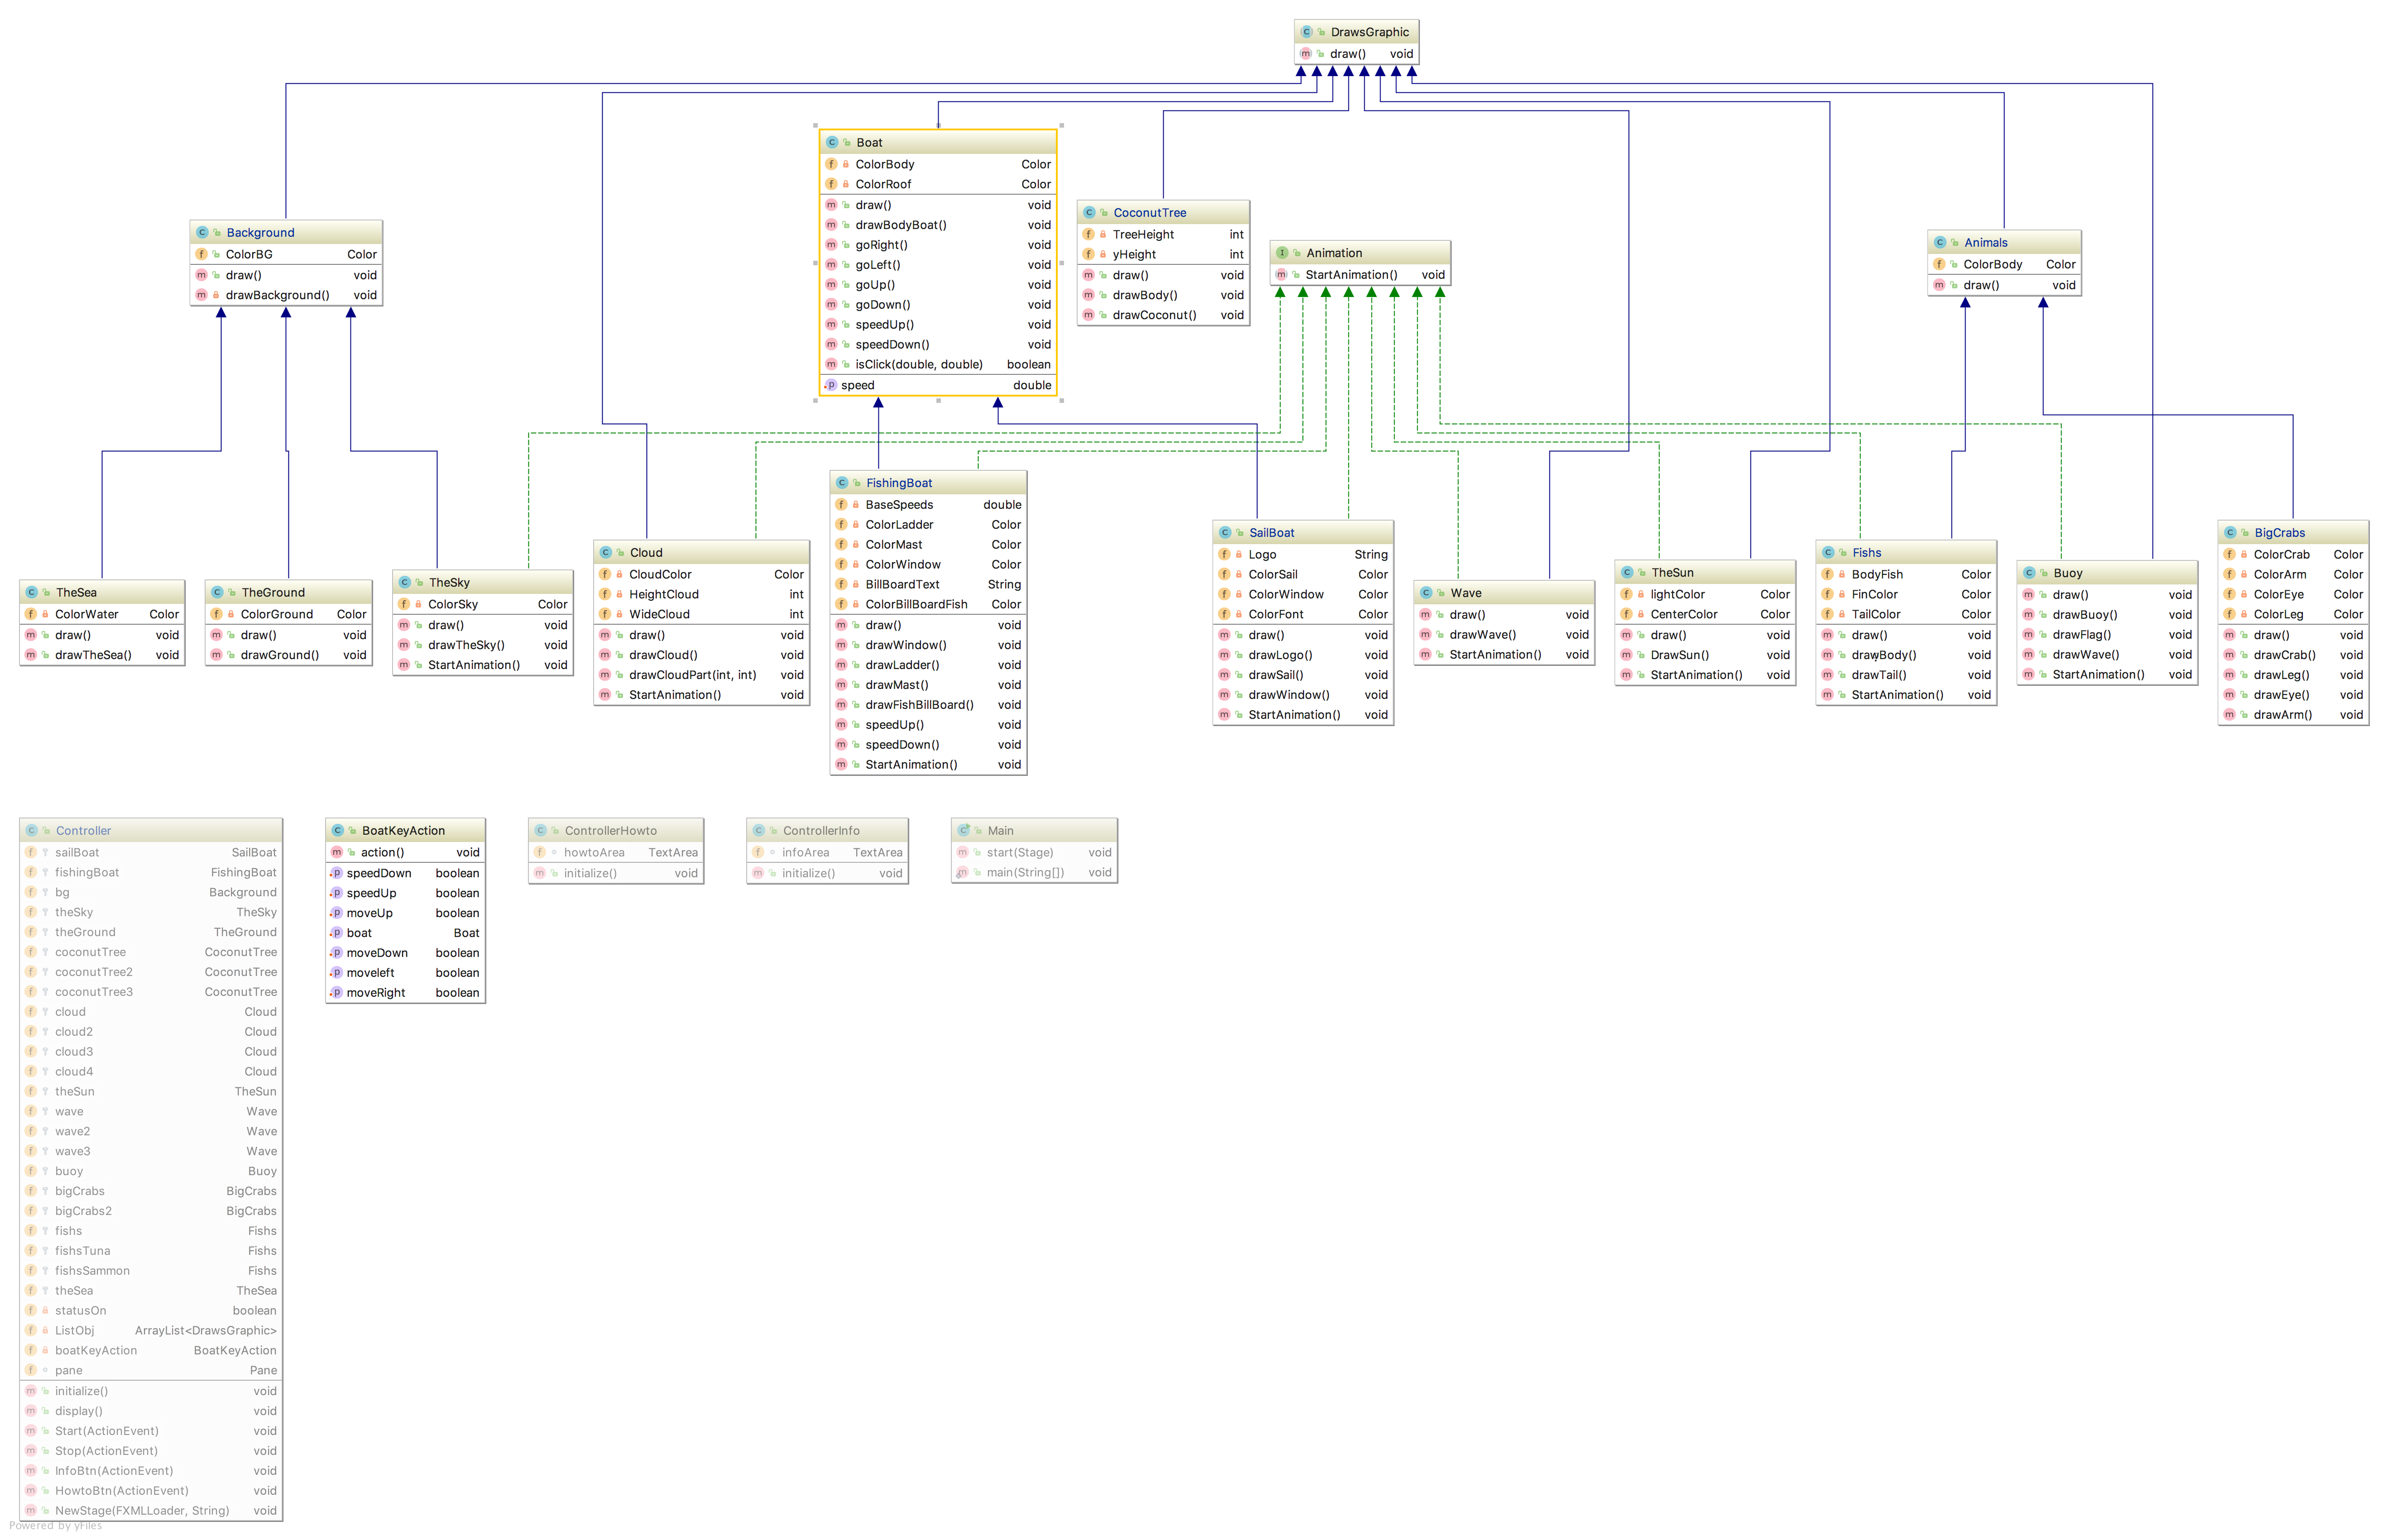 DrawsGraphic
draw() void
Boat
ColorBody Color
ColorRoof Color
draw() void
drawBodyBoat() void
goRight() void
goLeft() void
goUp() void
goDown() void
speedUp() void
speedDown() void
isClick(double, double) boolean
speed double
CoconutTree
TreeHeight int
yHeight int
draw() void
drawBody() void
drawCoconut() void
Background
ColorBG Color
draw() void
drawBackground() void
Animation
StartAnimation() void
Animals
ColorBody Color
draw() void
TheSea
ColorWater Color
draw() void
drawTheSea() void
TheGround
ColorGround Color
draw() void
drawGround() void
TheSky
ColorSky Color
draw() void
drawTheSky() void
StartAnimation() void
Cloud
CloudColor Color
HeightCloud int
WideCloud int
draw() void
drawCloud() void
drawCloudPart(int, int) void
StartAnimation() void
FishingBoat
BaseSpeeds double
ColorLadder Color
ColorMast Color
ColorWindow Color
BillBoardText String
ColorBillBoardFish Color
draw() void
drawWindow() void
drawLadder() void
drawMast() void
drawFishBillBoard() void
speedUp() void
speedDown() void
StartAnimation() void
SailBoat
Logo String
ColorSail Color
ColorWindow Color
ColorFont Color
draw() void
drawLogo() void
drawSail() void
drawWindow() void
StartAnimation() void
Wave
draw() void
drawWave() void
StartAnimation() void
TheSun
lightColor Color
CenterColor Color
draw() void
DrawSun() void
StartAnimation() void
Fishs
BodyFish Color
FinColor Color
TailColor Color
draw() void
drawBody() void
drawTail() void
StartAnimation() void
Buoy
draw() void
drawBuoy() void
drawFlag() void
drawWave() void
StartAnimation() void
BigCrabs
ColorCrab Color
ColorArm Color
ColorEye Color
ColorLeg Color
draw() void
drawCrab() void
drawLeg() void
drawEye() void
drawArm() void
Controller
sailBoat SailBoat
fishingBoat FishingBoat
bg Background
theSky TheSky
theGround TheGround
coconutTree CoconutTree
coconutTree2 CoconutTree
coconutTree3 CoconutTree
cloud Cloud
cloud2 Cloud
cloud3 Cloud
cloud4 Cloud
theSun TheSun
wave Wave
wave2 Wave
wave3 Wave
buoy Buoy
bigCrabs BigCrabs
bigCrabs2 BigCrabs
fishs Fishs
fishsTuna Fishs
fishsSammon Fishs
theSea TheSea
statusOn boolean
ListObj ArrayList<DrawsGraphic>
boatKeyAction BoatKeyAction
pane Pane
initialize() void
display() void
Start(ActionEvent) void
Stop(ActionEvent) void
InfoBtn(ActionEvent) void
HowtoBtn(ActionEvent) void
NewStage(FXMLLoader, String) void
BoatKeyAction
action() void
speedDown boolean
speedUp boolean
moveUp boolean
boat Boat
moveDown boolean
moveleft boolean
moveRight boolean
ControllerHowto
howtoArea TextArea
initialize() void
ControllerInfo
infoArea TextArea
initialize() void
Main
start(Stage) void
main(String[]) void
Powered by yFiles